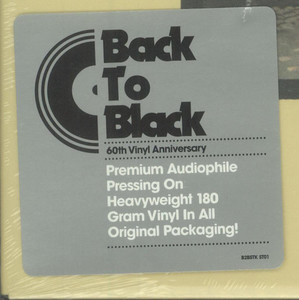 Back
To
Black
60th Vinyl Anniversary
Premium Audiophile
Pressing On
Heavyweight 180
Gram Vinyl In All
Original Packaging!